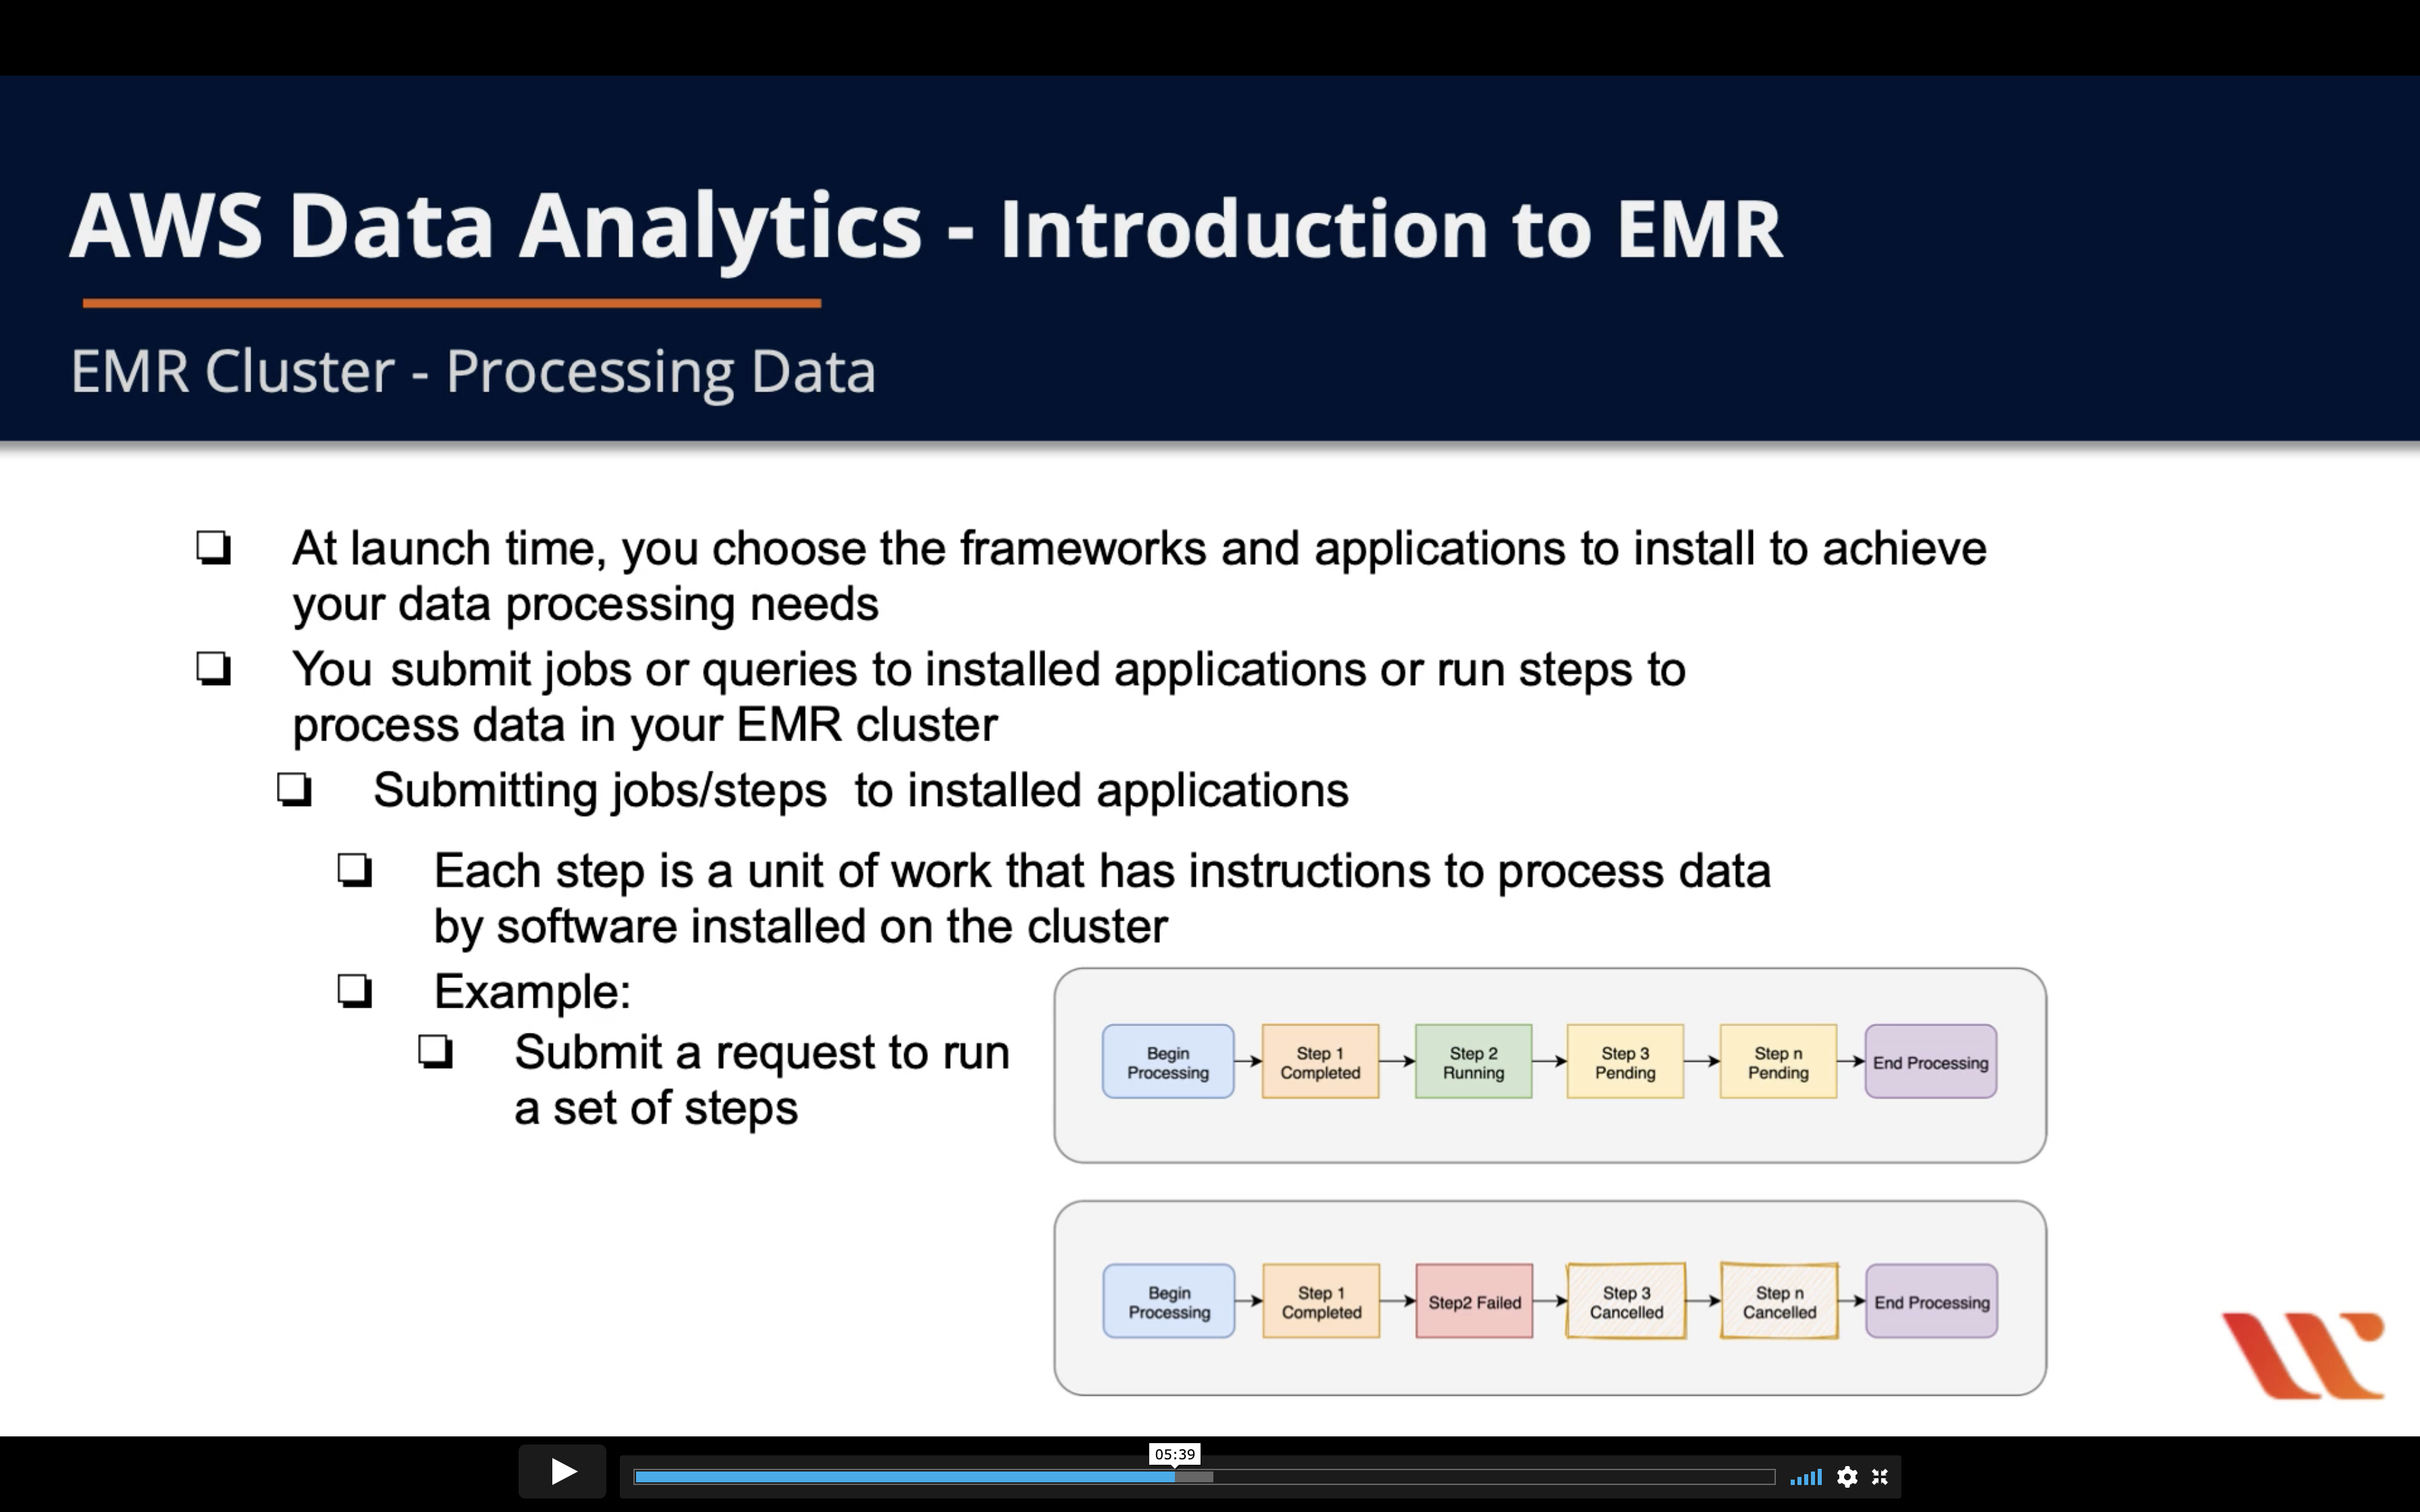 AWS Data Analytics - Introduction to EMR
EMR Cluster - Processing Data
At launch time, you choose the frameworks and applications to install to achieve
your data processing needs
You submit jobs or queries to installed applications or run steps to
process data in your EMR cluster
Submitting jobs/steps to installed applications
Each step is a unit of work that has instructions to process data
by software installed on the cluster
Example:
Submit a request to run
a set of steps
Begin
Processing
Step 1
Completed
Step 2
Running
Step 3
Pending
Step n
Pending
End Processing
Begin
Processing
Step 1
Completed
Step2 Failed
Step 3
Cancelled
Step n
Cancelled
End Processing
05:39